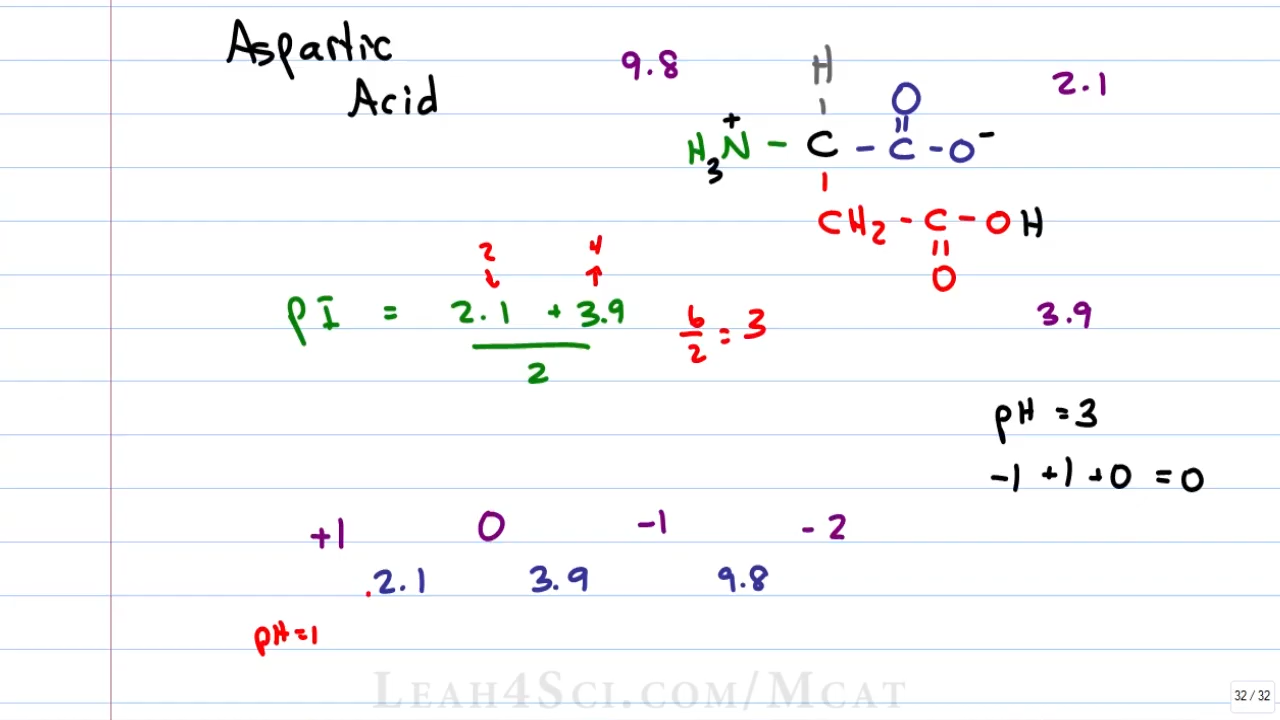 Aspartic
Acid
9.8
2.1
H
O
H3N+ - C - C - O-
CH2 - C - OH
O
2 4
pI = 2.1 + 3.9
2
6/2 = 3
3.9
pH = 3
-1 +1 +0 = 0
+1 0 -1 -2
.2.1 3.9 9.8
pH=1
Leah4Sci.com/Mcat
32 / 32